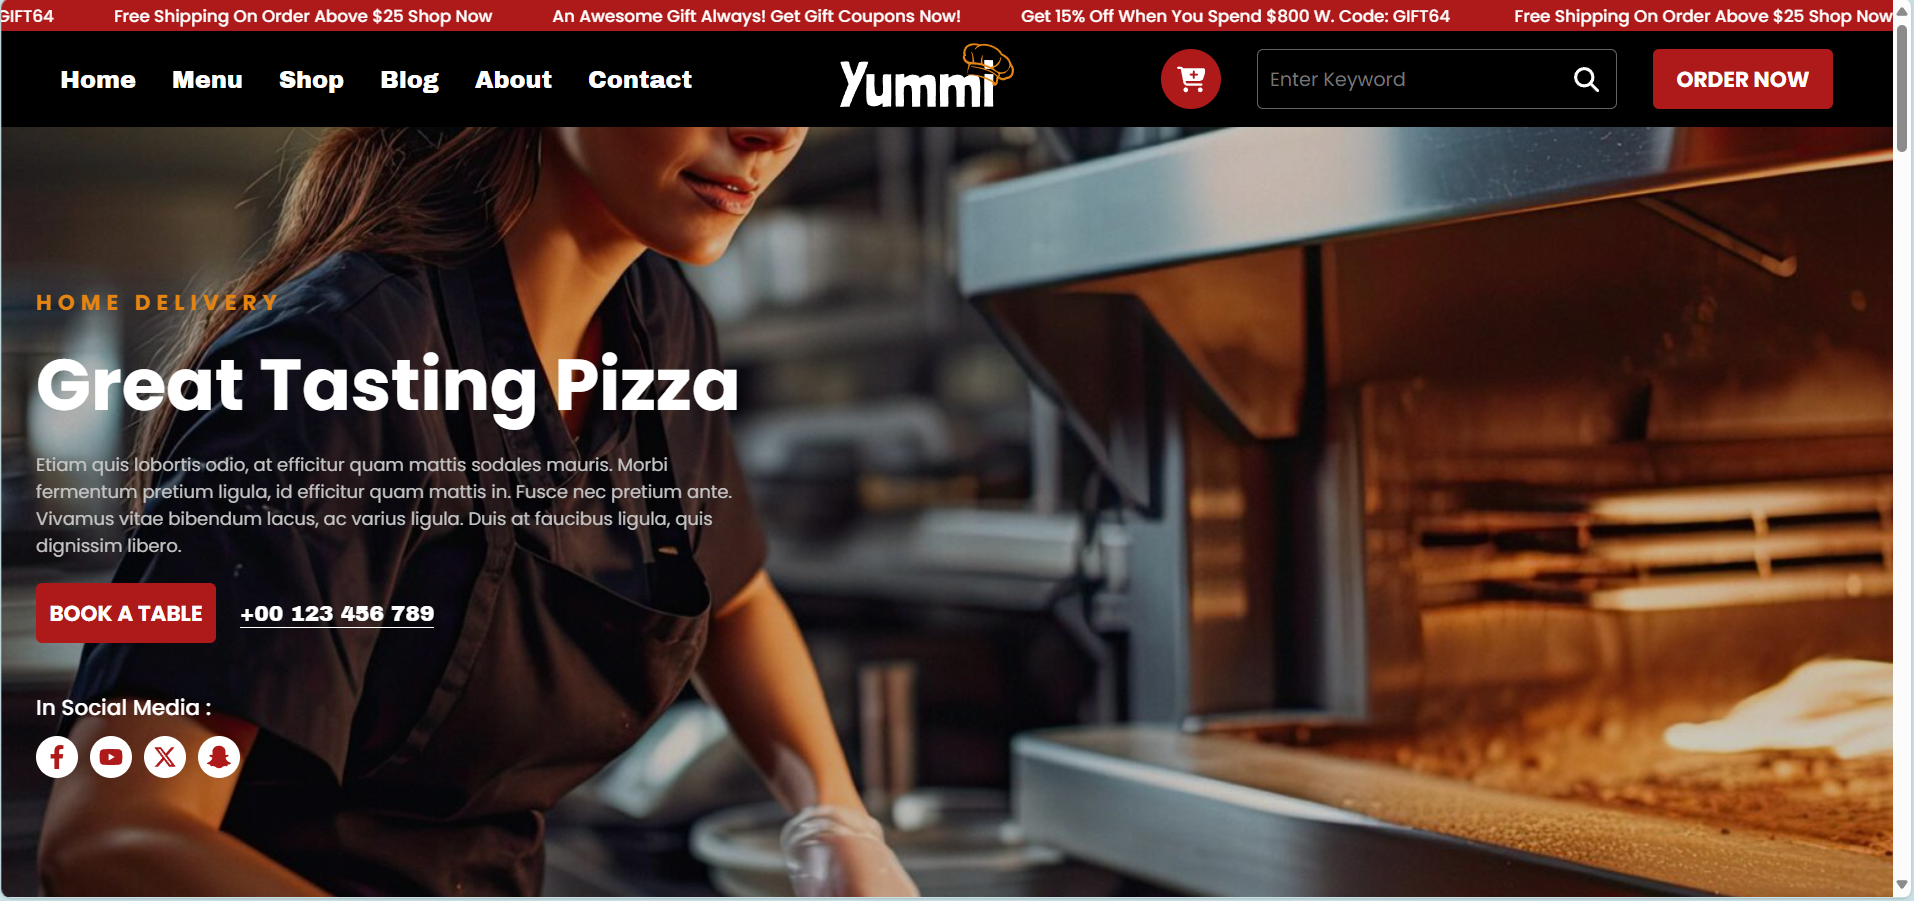 GIFT64 Free Shipping On Order Above $25 Shop Now An Awesome Gift Always! Get Gift Coupons Now! Get 15% Off When You Spend $800 W. Code: GIFT64 Free Shipping On Order Above $25 Shop Now
Home Menu Shop Blog About Contact Yummi Enter Keyword ORDER NOW
HOME DELIVERY
Great Tasting Pizza
Etiam quis lobortis odio, at efficitur quam mattis sodales mauris. Morbi
fermentum pretium ligula, id efficitur quam mattis in. Fusce nec pretium ante.
Vivamus vitae bibendum lacus, ac varius ligula. Duis at faucibus ligula, quis
dignissim libero.
BOOK A TABLE +00 123 456 789
In Social Media :